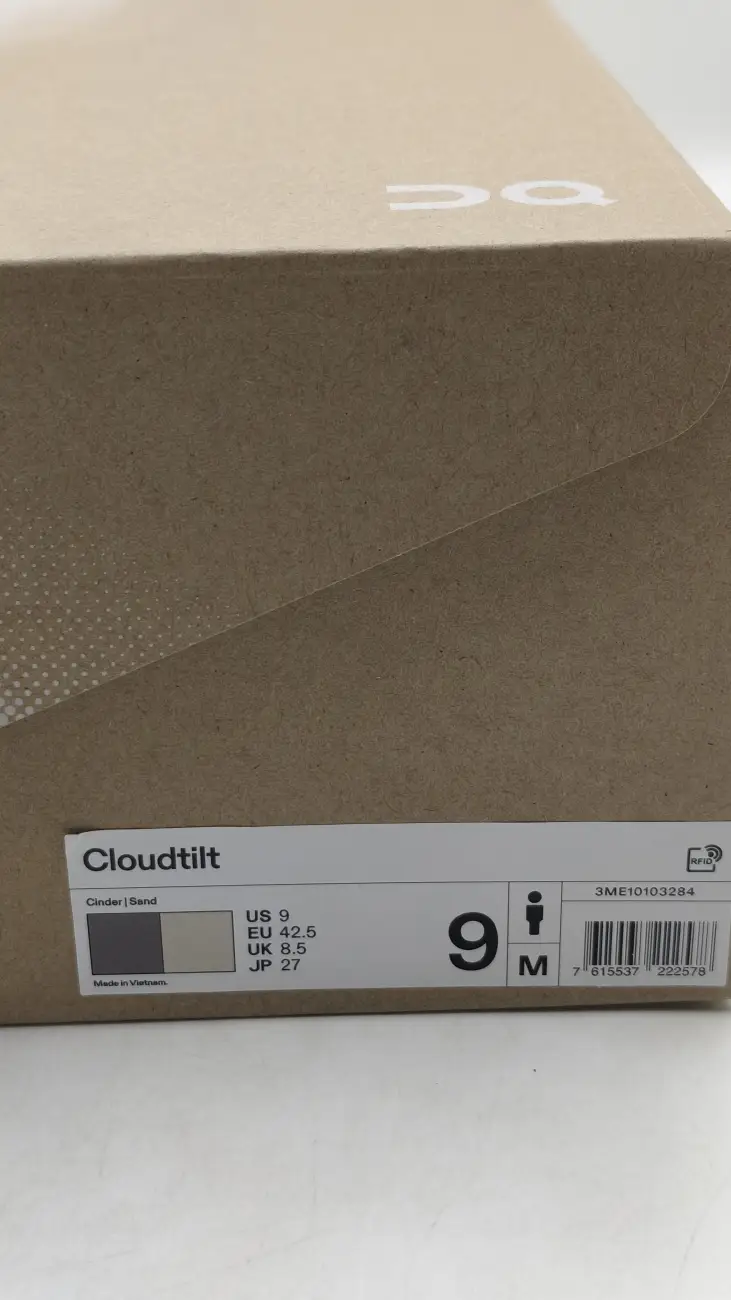 On
Cloudtilt
RFID
Cinder | Sand
US 9
EU 42.5
UK 8.5
JP 27
Made in Vietnam.
9
M
3ME10103284
7 615537 222578